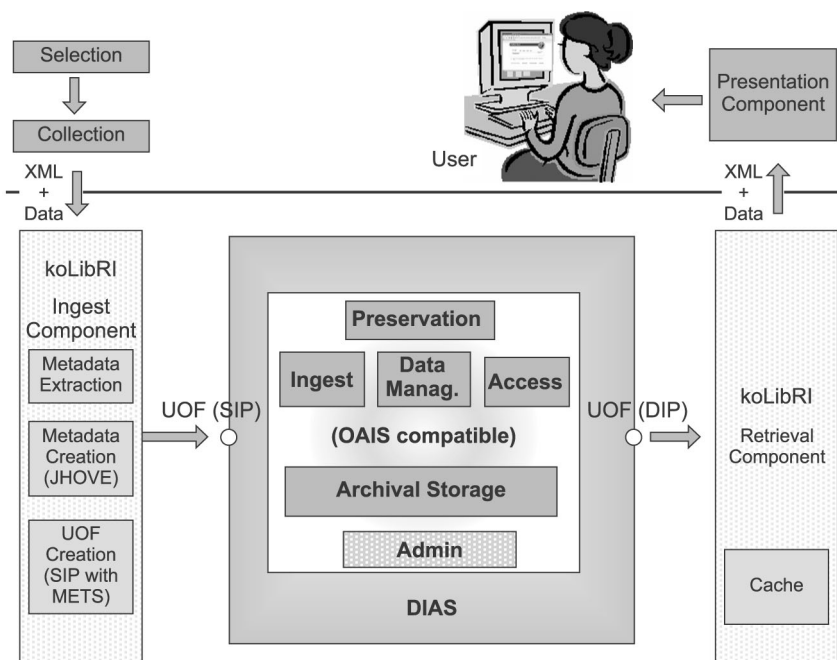 Selection
Collection
XML
+
Data
User
Presentation
Component
XML
+
Data
koLibRI
Ingest
Component
Metadata
Extraction
Metadata
Creation
(JHOVE)
UOF
Creation
(SIP with
METS)
UOF (SIP)
Preservation
Ingest
Data
Manag.
Access
(OAIS compatible)
Archival Storage
Admin
DIAS
UOF (DIP)
koLibRI
Retrieval
Component
Cache